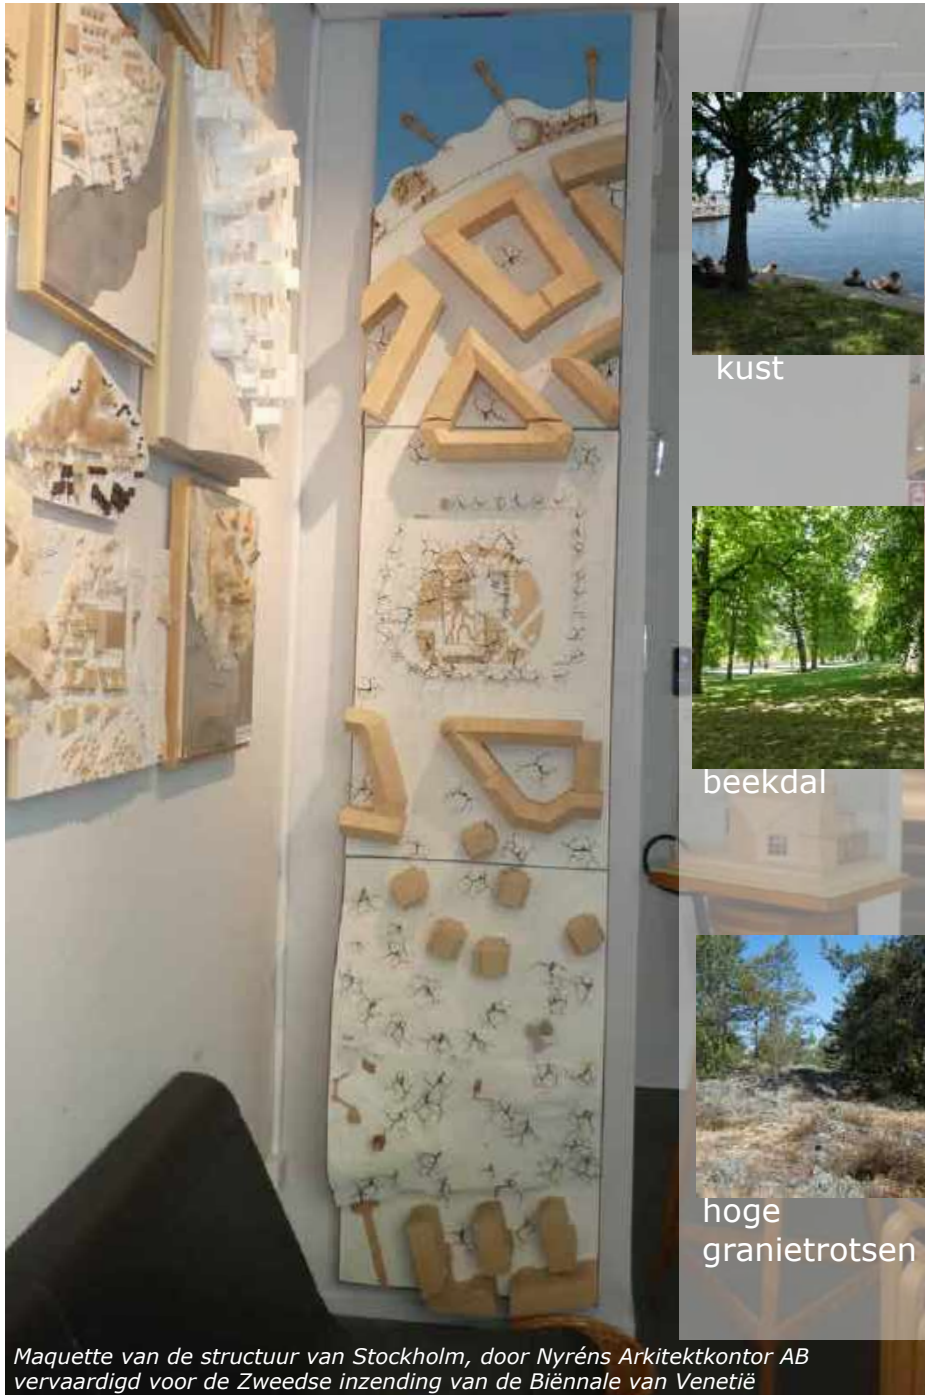 kust
beekdal
hoge
granietrotsen
Maquette van de structuur van Stockholm, door Nyréns Arkitektkontor AB
vervaardigd voor de Zweedse inzending van de Biënnale van Venetië